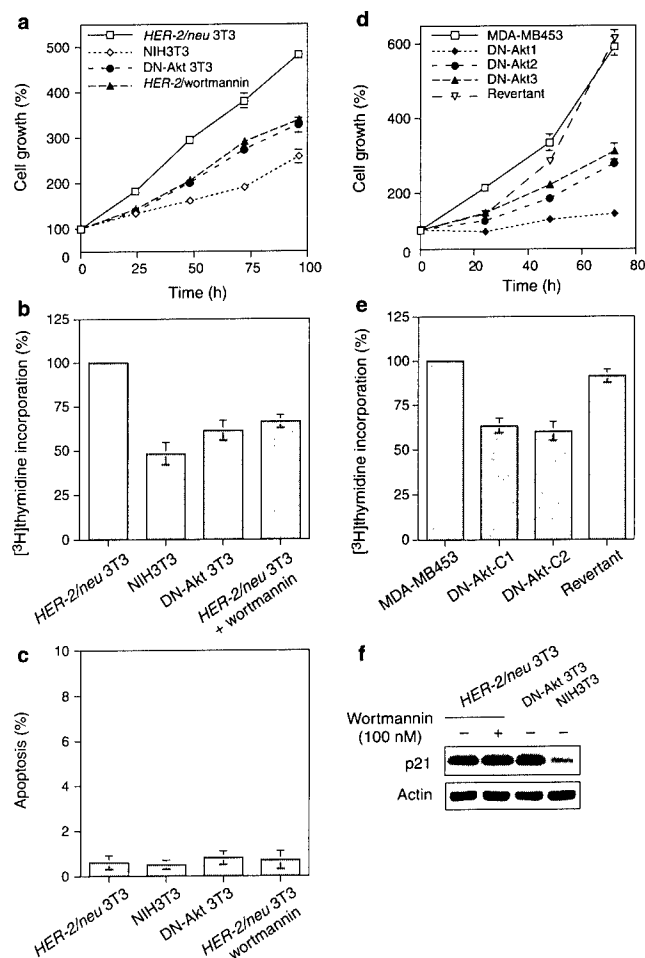 a
HER-2/neu 3T3
NIH3T3
DN-Akt 3T3
HER-2/wortmannin
500
400
300
200
100
0
Cell growth (%)
0 25 50 75 100
Time (h)
b
125
100
75
50
25
0
[³H]thymidine incorporation (%)
HER-2/neu 3T3
NIH3T3
DN-Akt 3T3
HER-2/neu 3T3
+ wortmannin
c
10
8
6
4
2
0
Apoptosis (%)
HER-2/neu 3T3
NIH3T3
DN-Akt 3T3
HER-2/neu 3T3
wortmannin
d
MDA-MB453
DN-Akt1
DN-Akt2
DN-Akt3
Revertant
600
400
200
0
Cell growth (%)
0 20 40 60 80
Time (h)
e
125
100
75
50
25
0
[³H]thymidine incorporation (%)
MDA-MB453
DN-Akt-C1
DN-Akt-C2
Revertant
f
HER-2/neu 3T3
DN-Akt 3T3
NIH3T3
Wortmannin
(100 nM) − + − −
p21
Actin